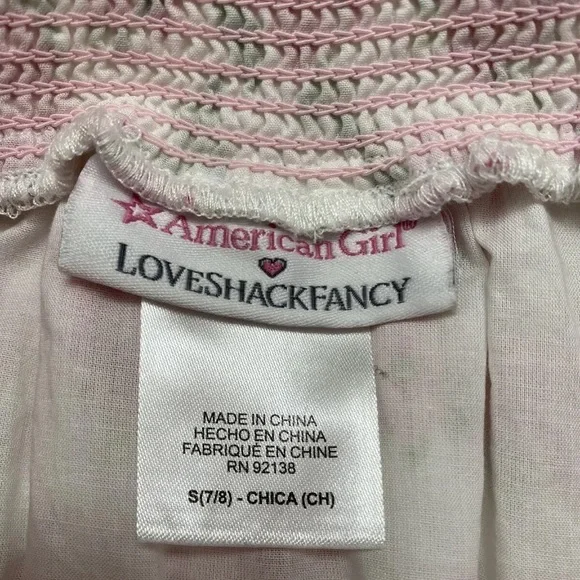 American Girl®
LOVESHACKFANCY
MADE IN CHINA
HECHO EN CHINA
FABRIQUÉ EN CHINE
RN 92138
S(7/8) - CHICA (CH)